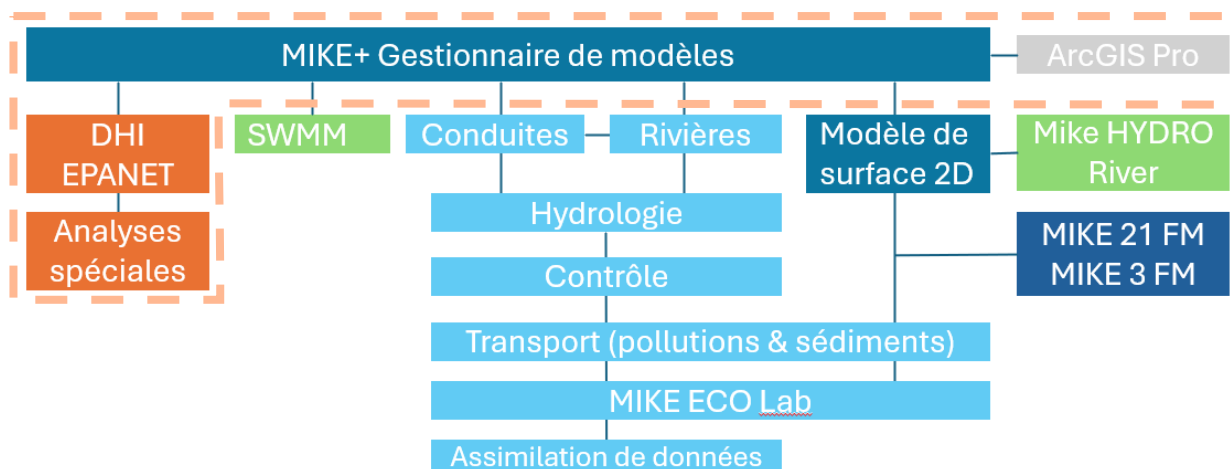 MIKE+ Gestionnaire de modèles
ArcGIS Pro
DHI
EPANET
SWMM
Conduites
Rivières
Modèle de
surface 2D
Mike HYDRO
River
Analyses
spéciales
Hydrologie
MIKE 21 FM
MIKE 3 FM
Contrôle
Transport (pollutions & sédiments)
MIKE ECO Lab
Assimilation de données